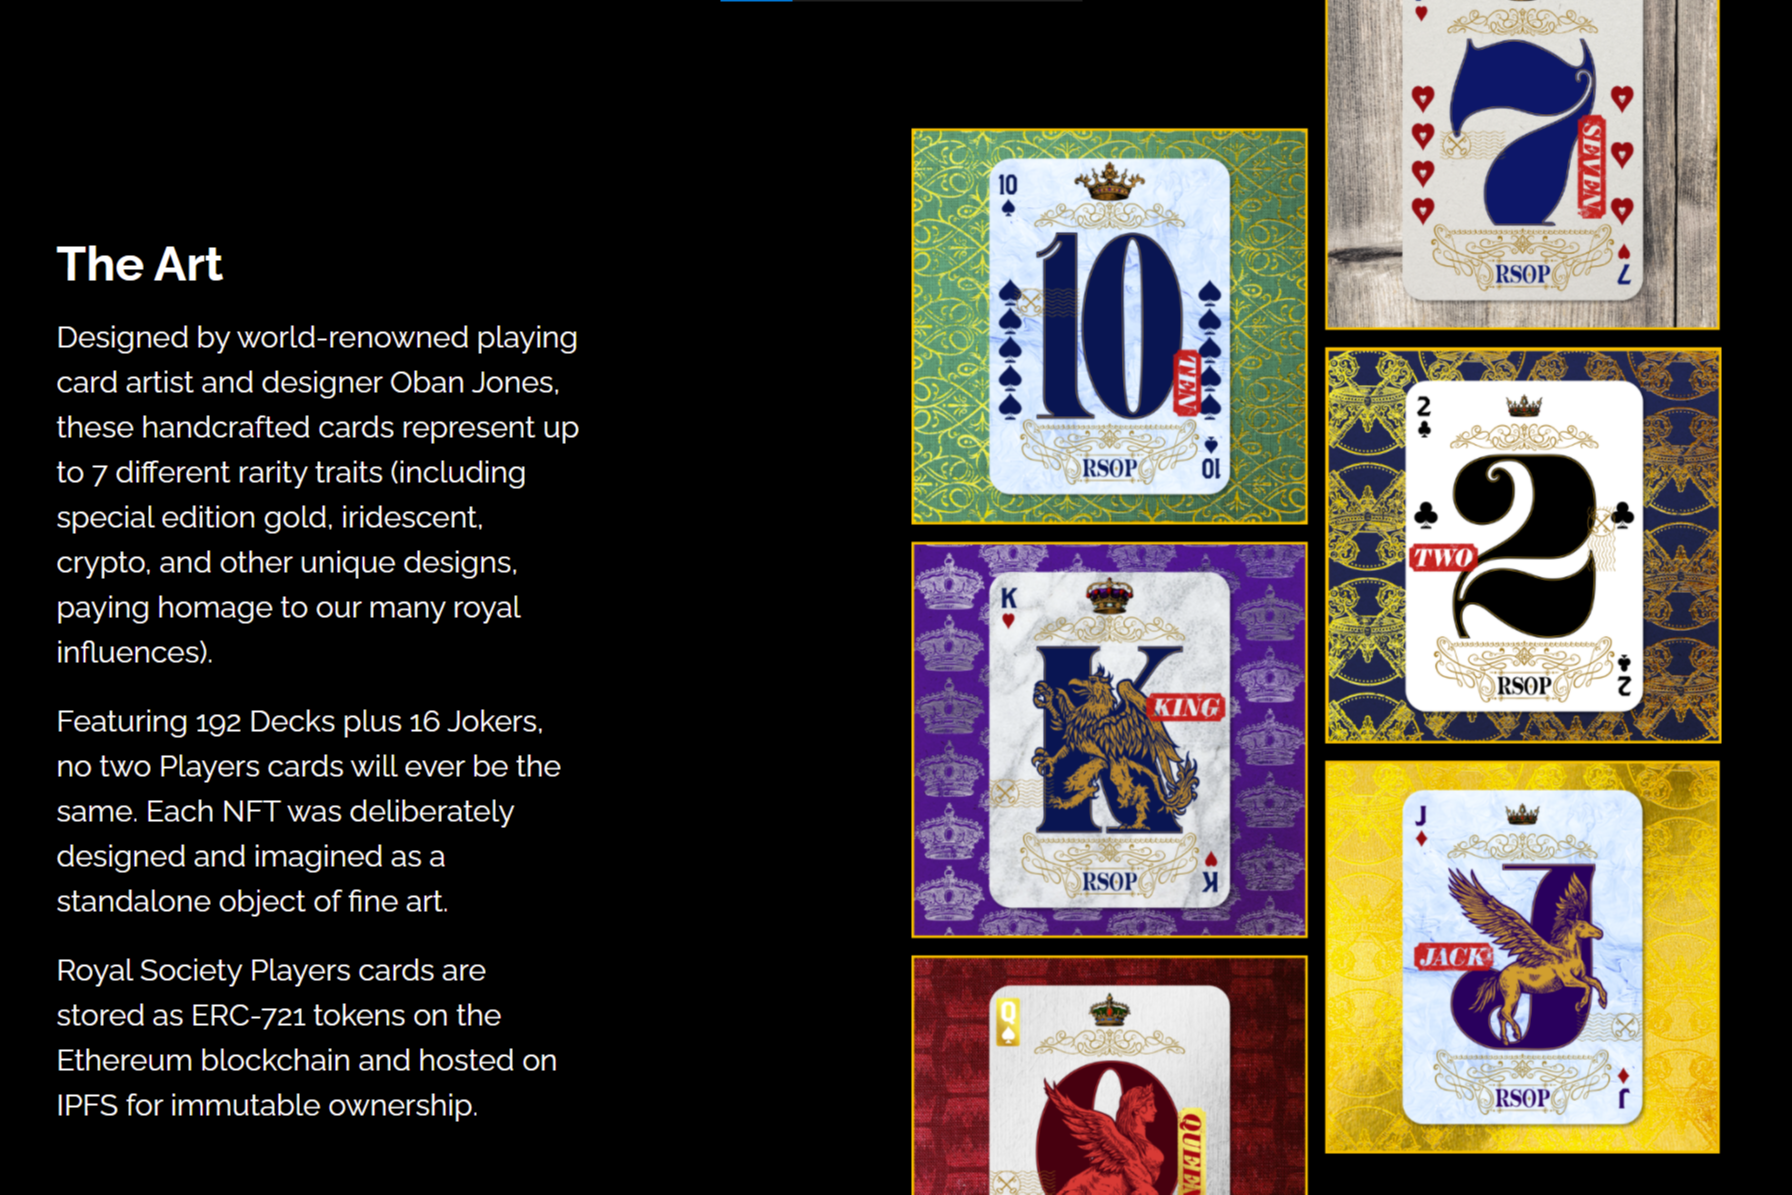 The Art
Designed by world-renowned playing
card artist and designer Oban Jones,
these handcrafted cards represent up
to 7 different rarity traits (including
special edition gold, iridescent,
crypto, and other unique designs,
paying homage to our many royal
influences).
Featuring 192 Decks plus 16 Jokers,
no two Players cards will ever be the
same. Each NFT was deliberately
designed and imagined as a
standalone object of fine art.
Royal Society Players cards are
stored as ERC-721 tokens on the
Ethereum blockchain and hosted on
IPFS for immutable ownership.
10
10
TEN
RSOP
10
K
K
KING
RSOP
K
Q
Q
QUEEN
7
SEVEN
RSOP
7
2
2
TWO
RSOP
2
J
J
JACK
RSOP
J